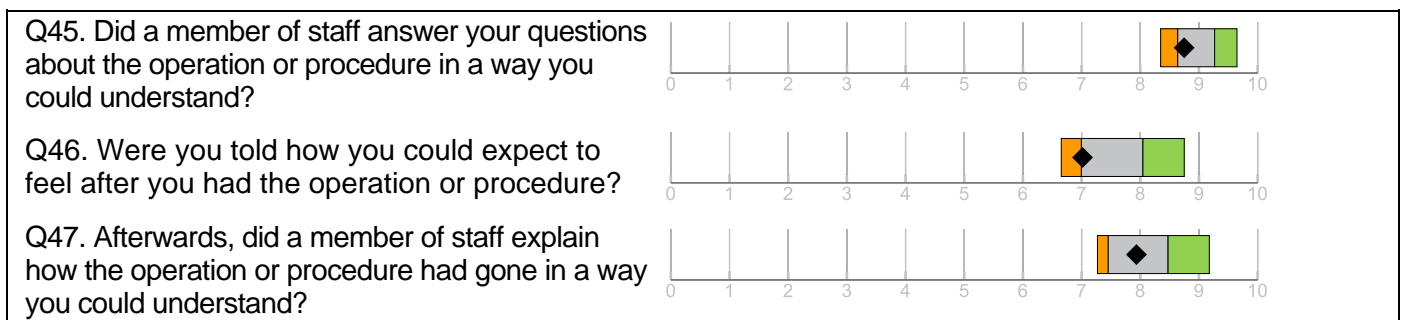 Q45. Did a member of staff answer your questions
about the operation or procedure in a way you
could understand?
0 1 2 3 4 5 6 7 8 9 10
Q46. Were you told how you could expect to
feel after you had the operation or procedure?
0 1 2 3 4 5 6 7 8 9 10
Q47. Afterwards, did a member of staff explain
how the operation or procedure had gone in a way
you could understand?
0 1 2 3 4 5 6 7 8 9 10